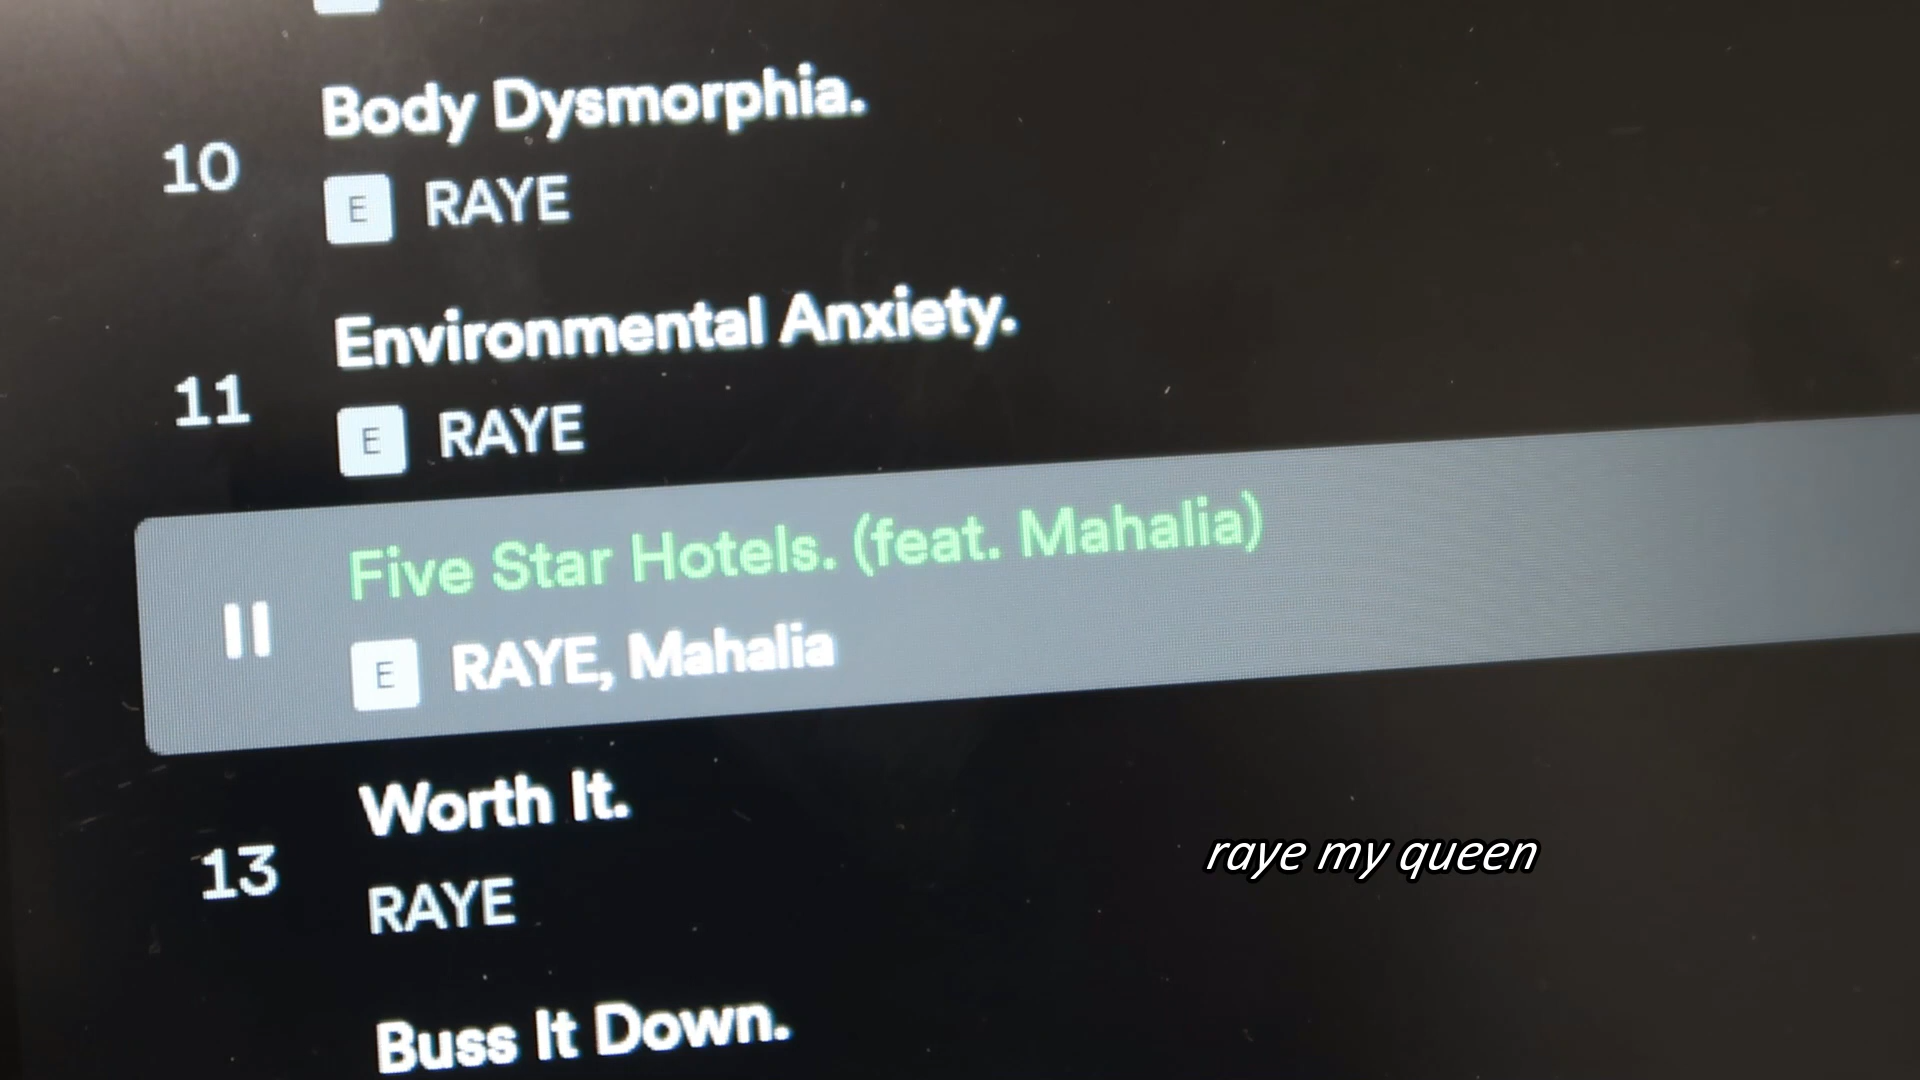 Body Dysmorphia.
10
E RAYE
Environmental Anxiety.
11
E RAYE
Five Star Hotels. (feat. Mahalia)
E RAYE, Mahalia
Worth It.
13
RAYE
raye my queen
Buss It Down.